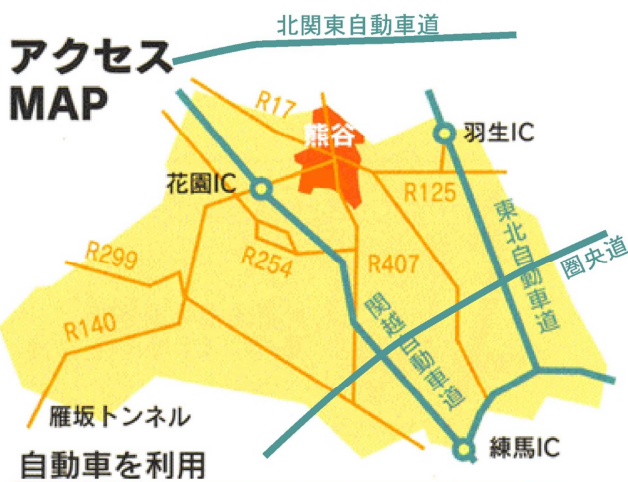 北関東自動車道
アクセス
MAP
R17
熊谷
羽生IC
花園IC
R125
東北自動車道
圏央道
R299
R254
R407
関越自動車道
R140
雁坂トンネル
練馬IC
自動車を利用